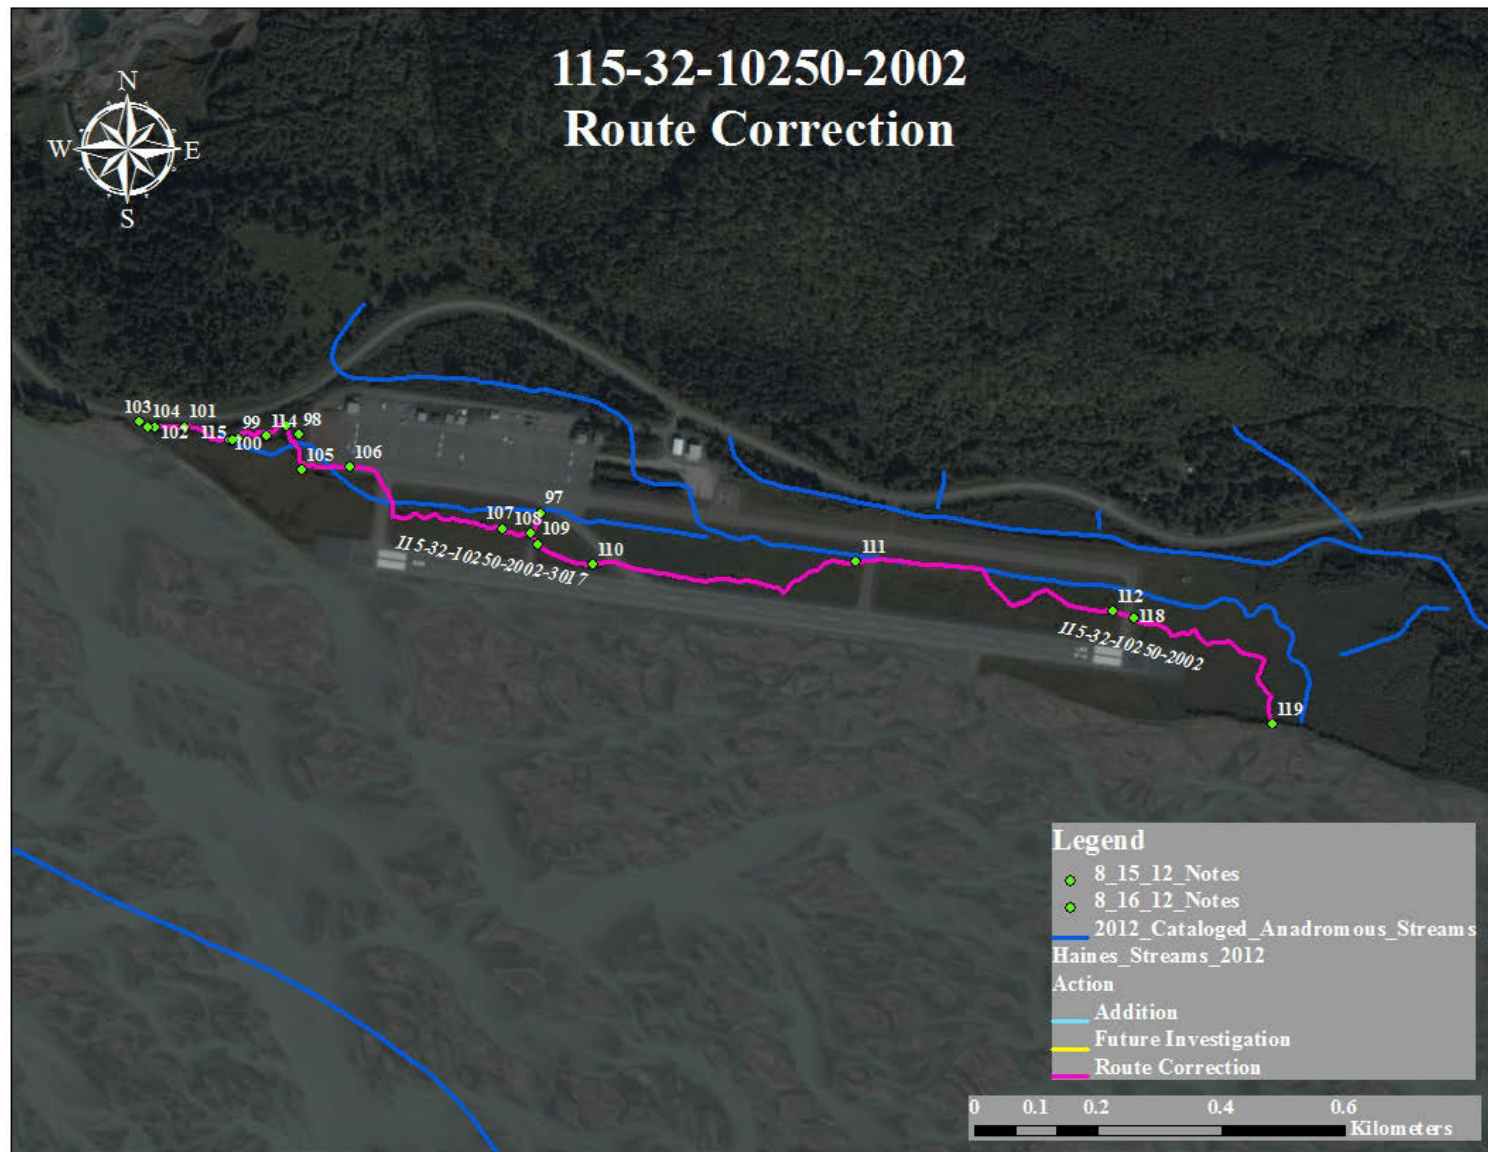 115-32-10250-2002
Route Correction
N
W E
S
103 104 101 99 114 98
102 115 100
105 106
97
107 108 109
110
111
115-32-10250-2002-3017
112
118
115-32-10250-2002
119
Legend
8_15_12_Notes
8_16_12_Notes
2012_Cataloged_Anadromous_Streams
Haines_Streams_2012
Action
Addition
Future Investigation
Route Correction
0 0.1 0.2 0.4 0.6
Kilometers